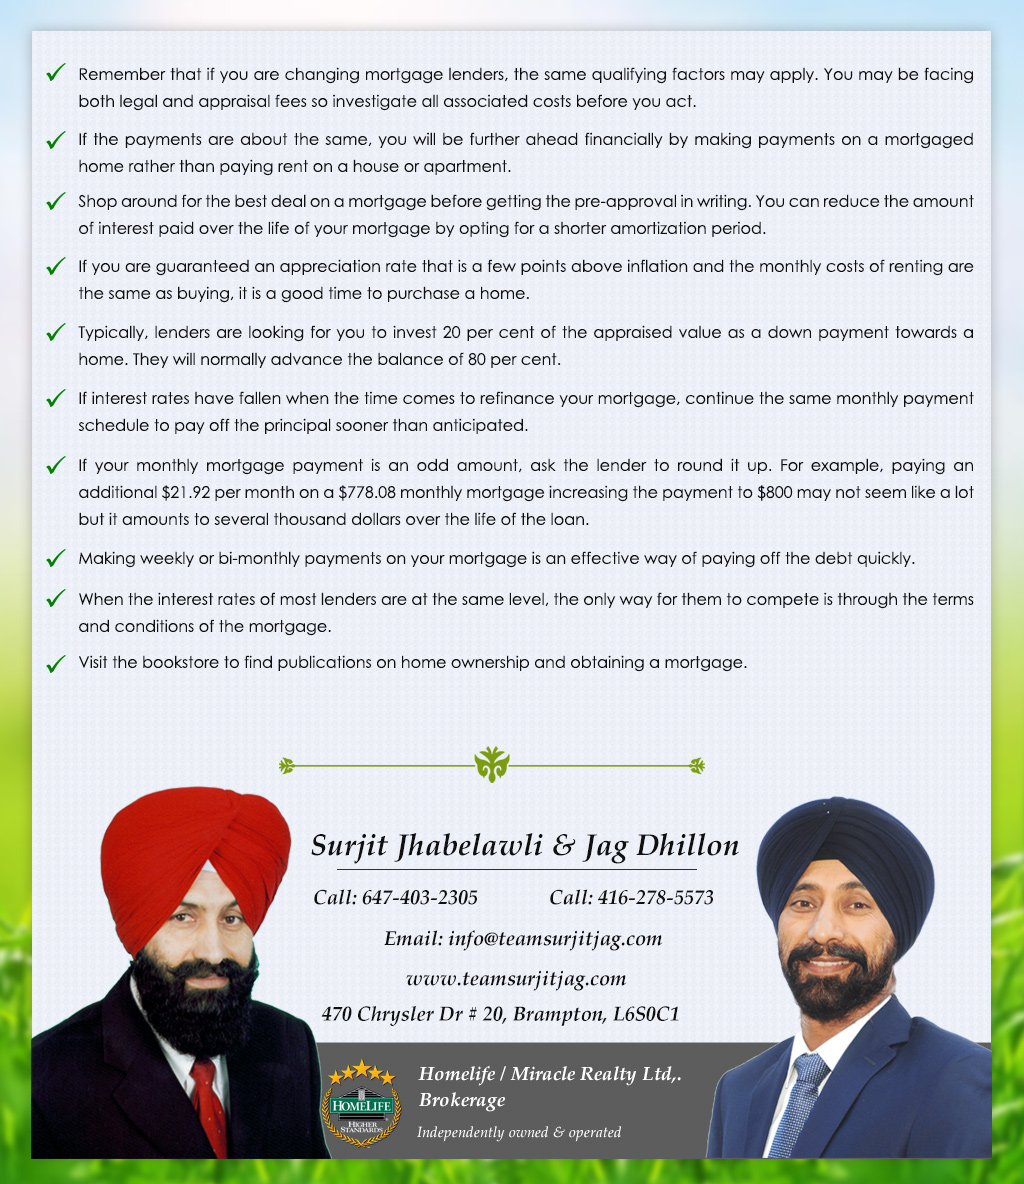 Remember that if you are changing mortgage lenders, the same qualifying factors may apply. You may be facing
both legal and appraisal fees so investigate all associated costs before you act.
If the payments are about the same, you will be further ahead financially by making payments on a mortgaged
home rather than paying rent on a house or apartment.
Shop around for the best deal on a mortgage before getting the pre-approval in writing. You can reduce the amount
of interest paid over the life of your mortgage by opting for a shorter amortization period.
If you are guaranteed an appreciation rate that is a few points above inflation and the monthly costs of renting are
the same as buying, it is a good time to purchase a home.
Typically, lenders are looking for you to invest 20 per cent of the appraised value as a down payment towards a
home. They will normally advance the balance of 80 per cent.
If interest rates have fallen when the time comes to refinance your mortgage, continue the same monthly payment
schedule to pay off the principal sooner than anticipated.
If your monthly mortgage payment is an odd amount, ask the lender to round it up. For example, paying an
additional $21.92 per month on a $778.08 monthly mortgage increasing the payment to $800 may not seem like a lot
but it amounts to several thousand dollars over the life of the loan.
Making weekly or bi-monthly payments on your mortgage is an effective way of paying off the debt quickly.
When the interest rates of most lenders are at the same level, the only way for them to compete is through the terms
and conditions of the mortgage.
Visit the bookstore to find publications on home ownership and obtaining a mortgage.
Surjit Jhabelawli & Jag Dhillon
Call: 647-403-2305 Call: 416-278-5573
Email: info@teamsurjitjag.com
www.teamsurjitjag.com
470 Chrysler Dr # 20, Brampton, L6S0C1
Homelife / Miracle Realty Ltd,.
Brokerage
Independently owned & operated
HOMELIFE
HIGHER
STANDARDS